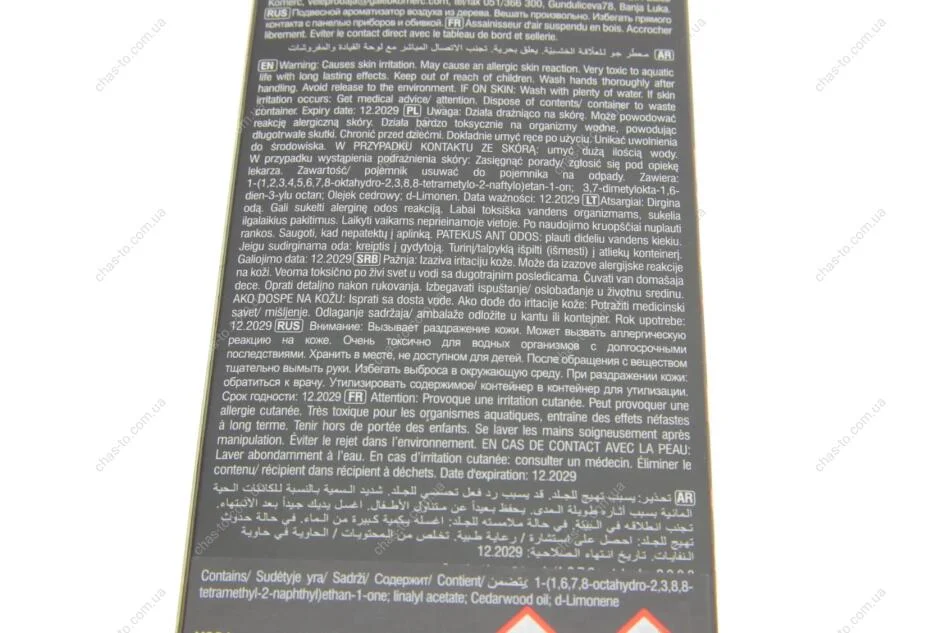 Komerc, veleprodaja@galebkomerc.com, tel/fax 051/366 300, Gunduliceva78, Banja Luka.
RUS Подвесной ароматизатор воздуха из дерева. Вешать произвольно. Избегать прямого
контакта с панелью приборов и обивкой. FR Assainisseur d'air suspendu en bois. Accrocher
librement. Eviter le contact direct avec le tableau de bord et sellerie.
AR معطر جو للعلاقة الخشبية. يعلق بحرية. تجنب الاتصال المباشر مع لوحة القيادة والمفروشات
EN Warning: Causes skin irritation. May cause an allergic skin reaction. Very toxic to aquatic
life with long lasting effects. Keep out of reach of children. Wash hands thoroughly after
handling. Avoid release to the environment. IF ON SKIN: Wash with plenty of water. If skin
irritation occurs: Get medical advice/ attention. Dispose of contents/ container to waste
container. Expiry date: 12.2029 PL Uwaga: Działa drażniąco na skórę. Może powodować
reakcję alergiczną skóry. Działa bardzo toksycznie na organizmy wodne, powodując
długotrwałe skutki. Chronić przed dziećmi. Dokładnie umyć ręce po użyciu. Unikać uwolnienia
do środowiska. W PRZYPADKU KONTAKTU ZE SKÓRĄ: umyć dużą ilością wody.
W przypadku wystąpienia podrażnienia skóry: Zasięgnąć porady/ zgłosić się pod opiekę
lekarza. Zawartość/ pojemnik usuwać do pojemnika na odpady. Zawiera:
1-(1,2,3,4,5,6,7,8-oktahydro-2,3,8,8-tetrametylo-2-naftylo)etan-1-on; 3,7-dimetylokta-1,6-
dien-3-ylu octan; Olejek cedrowy; d-Limonen. Data ważności: 12.2029 LT Atsargiai: Dirgina
odą. Gali sukelti alerginę odos reakciją. Labai toksiška vandens organizmams, sukelia
ilgalaikius pakitimus. Laikyti vaikams neprieinamoje vietoje. Po naudojimo kruopščiai nuplauti
rankos. Saugoti, kad nepatektų į aplinką. PATEKUS ANT ODOS: plauti dideliu vandens kiekiu.
Jeigu sudirginama oda: kreiptis į gydytoją. Turinį/talpyklą išpilti (išmesti) į atliekų konteinerį.
Galiojimo data: 12.2029 SRB Pažnja: Izaziva iritaciju kože. Može da izazove alergijske reakcije
na koži. Veoma toksično po živi svet u vodi sa dugotrajnim posledicama. Čuvati van domašaja
dece. Oprati detaljno nakon rukovanja. Izbegavati ispuštanje/ oslobađanje u životnu sredinu.
AKO DOSPE NA KOŽU: Isprati sa dosta vode. Ako dođe do iritacije kože: Potražiti medicinski
savet/ mišljenje. Odlaganje sadržaja/ ambalaže odložite u kantu ili kontejner. Rok upotrebe:
12.2029 RUS Внимание: Вызывает раздражение кожи. Может вызвать аллергическую
реакцию на коже. Очень токсично для водных организмов с долгосрочными
последствиями. Хранить в месте, не доступном для детей. После обращения с веществом
тщательно вымыть руки. Избегать выброса в окружающую среду. При раздражении кожи:
обратиться к врачу. Утилизировать содержимое/ контейнер в контейнер для утилизации.
Срок годности: 12.2029 FR Attention: Provoque une irritation cutanée. Peut provoquer une
allergie cutanée. Très toxique pour les organismes aquatiques, entraîne des effets néfastes
à long terme. Tenir hors de portée des enfants. Se laver les mains soigneusement après
manipulation. Éviter le rejet dans l'environnement. EN CAS DE CONTACT AVEC LA PEAU:
Laver abondamment à l'eau. En cas d'irritation cutanée: consulter un médecin. Éliminer le
contenu/ récipient dans récipient à déchets. Date d'expiration: 12.2029
AR تحذير: يسبب تهيج للجلد. قد يسبب رد فعل تحسسي للجلد. شديد السمية بالنسبة للكائنات الحية
المائية يسبب آثاره طويلة المدى. يحفظ بعيداً عن متناول الأطفال. اغسل يديك جيداً بعد الانتهاء.
تجنب انطلاقه في البيئة. في حالة ملامسته للجلد: اغسله بكمية كبيرة من الماء. في حالة حدوث
تهيج للجلد: احصل على إستشارة / رعاية طبية. تخلص من المحتويات / الحاوية في حاوية
النفايات. تاريخ انتهاء الصلاحية: 12.2029
Contains/ Sudėtyje yra/ Sadrži/ Содержит/ Contient/ يتضمن 1-(1,6,7,8-octahydro-2,3,8,8-
tetramethyl-2-naphthyl)ethan-1-one; linalyl acetate; Cedarwood oil; d-Limonene